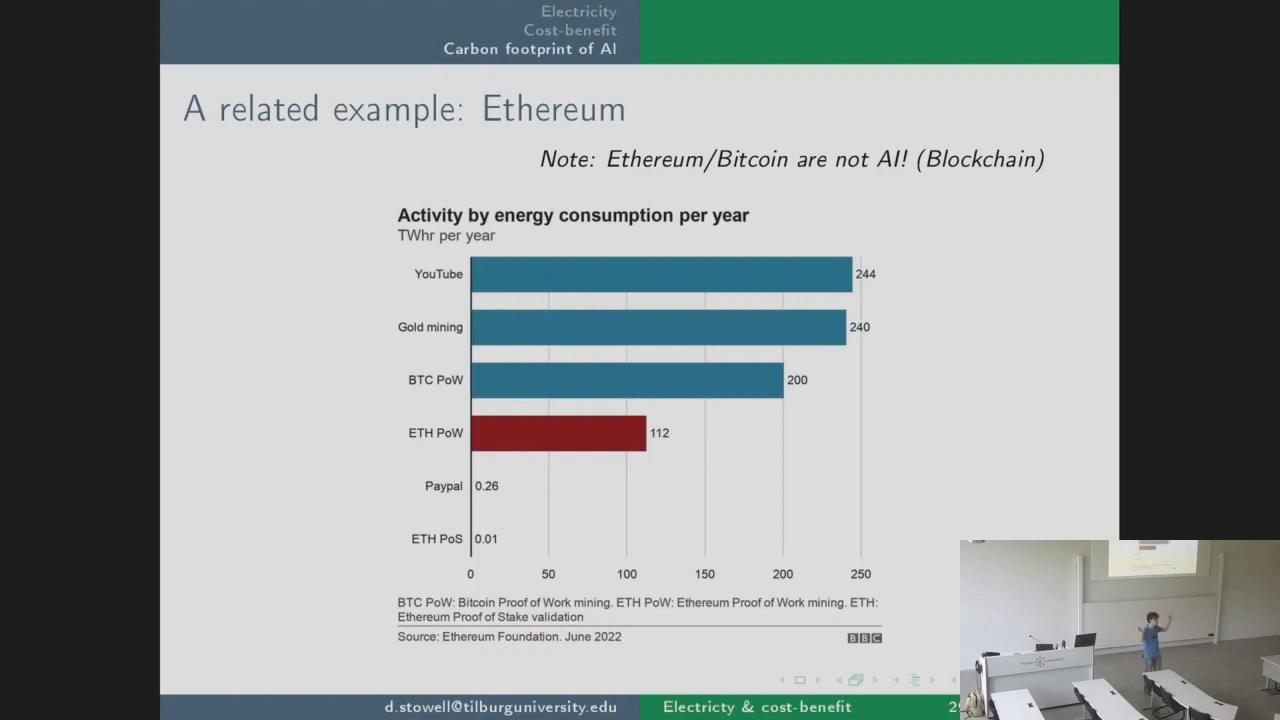 Electricity
Cost-benefit
Carbon footprint of AI
A related example: Ethereum
Note: Ethereum/Bitcoin are not AI! (Blockchain)
Activity by energy consumption per year
TWhr per year
YouTube 244
Gold mining 240
BTC PoW 200
ETH PoW 112
Paypal 0.26
ETH PoS 0.01
0 50 100 150 200 250
BTC PoW: Bitcoin Proof of Work mining. ETH PoW: Ethereum Proof of Work mining. ETH:
Ethereum Proof of Stake validation
Source: Ethereum Foundation. June 2022
BBC
d.stowell@tilburguniversity.edu Electricty & cost-benefit